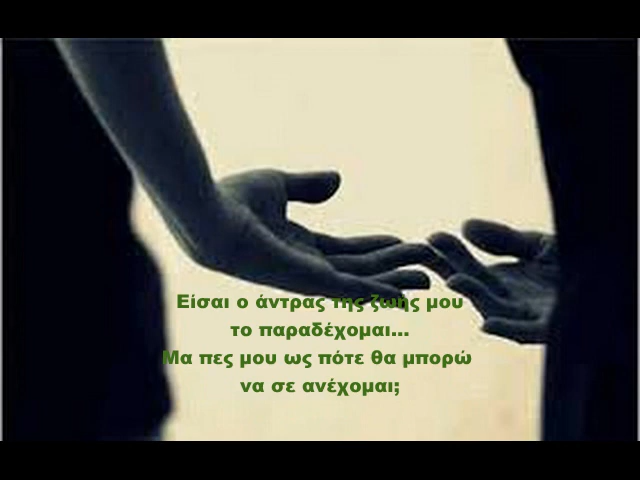 Είσαι ο άντρας της ζωής μου
το παραδέχομαι...
Μα πες μου ως πότε θα μπορώ
να σε ανέχομαι;